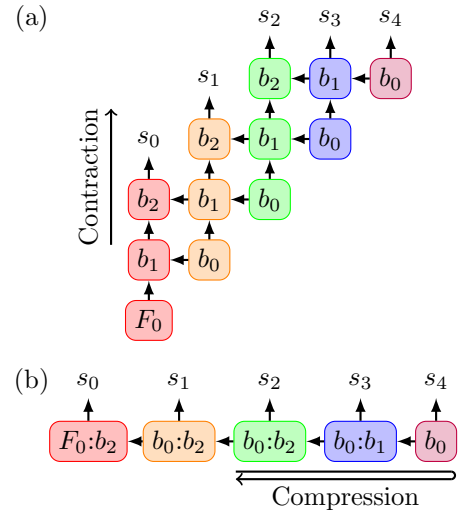 (a)
s₂ s₃ s₄
b₂ b₁ b₀
s₁
b₂ b₁ b₀
s₀
b₂ b₁ b₀
b₁ b₀
F₀
Contraction
(b)
s₀ s₁ s₂ s₃ s₄
F₀:b₂ b₀:b₂ b₀:b₂ b₀:b₁ b₀
Compression